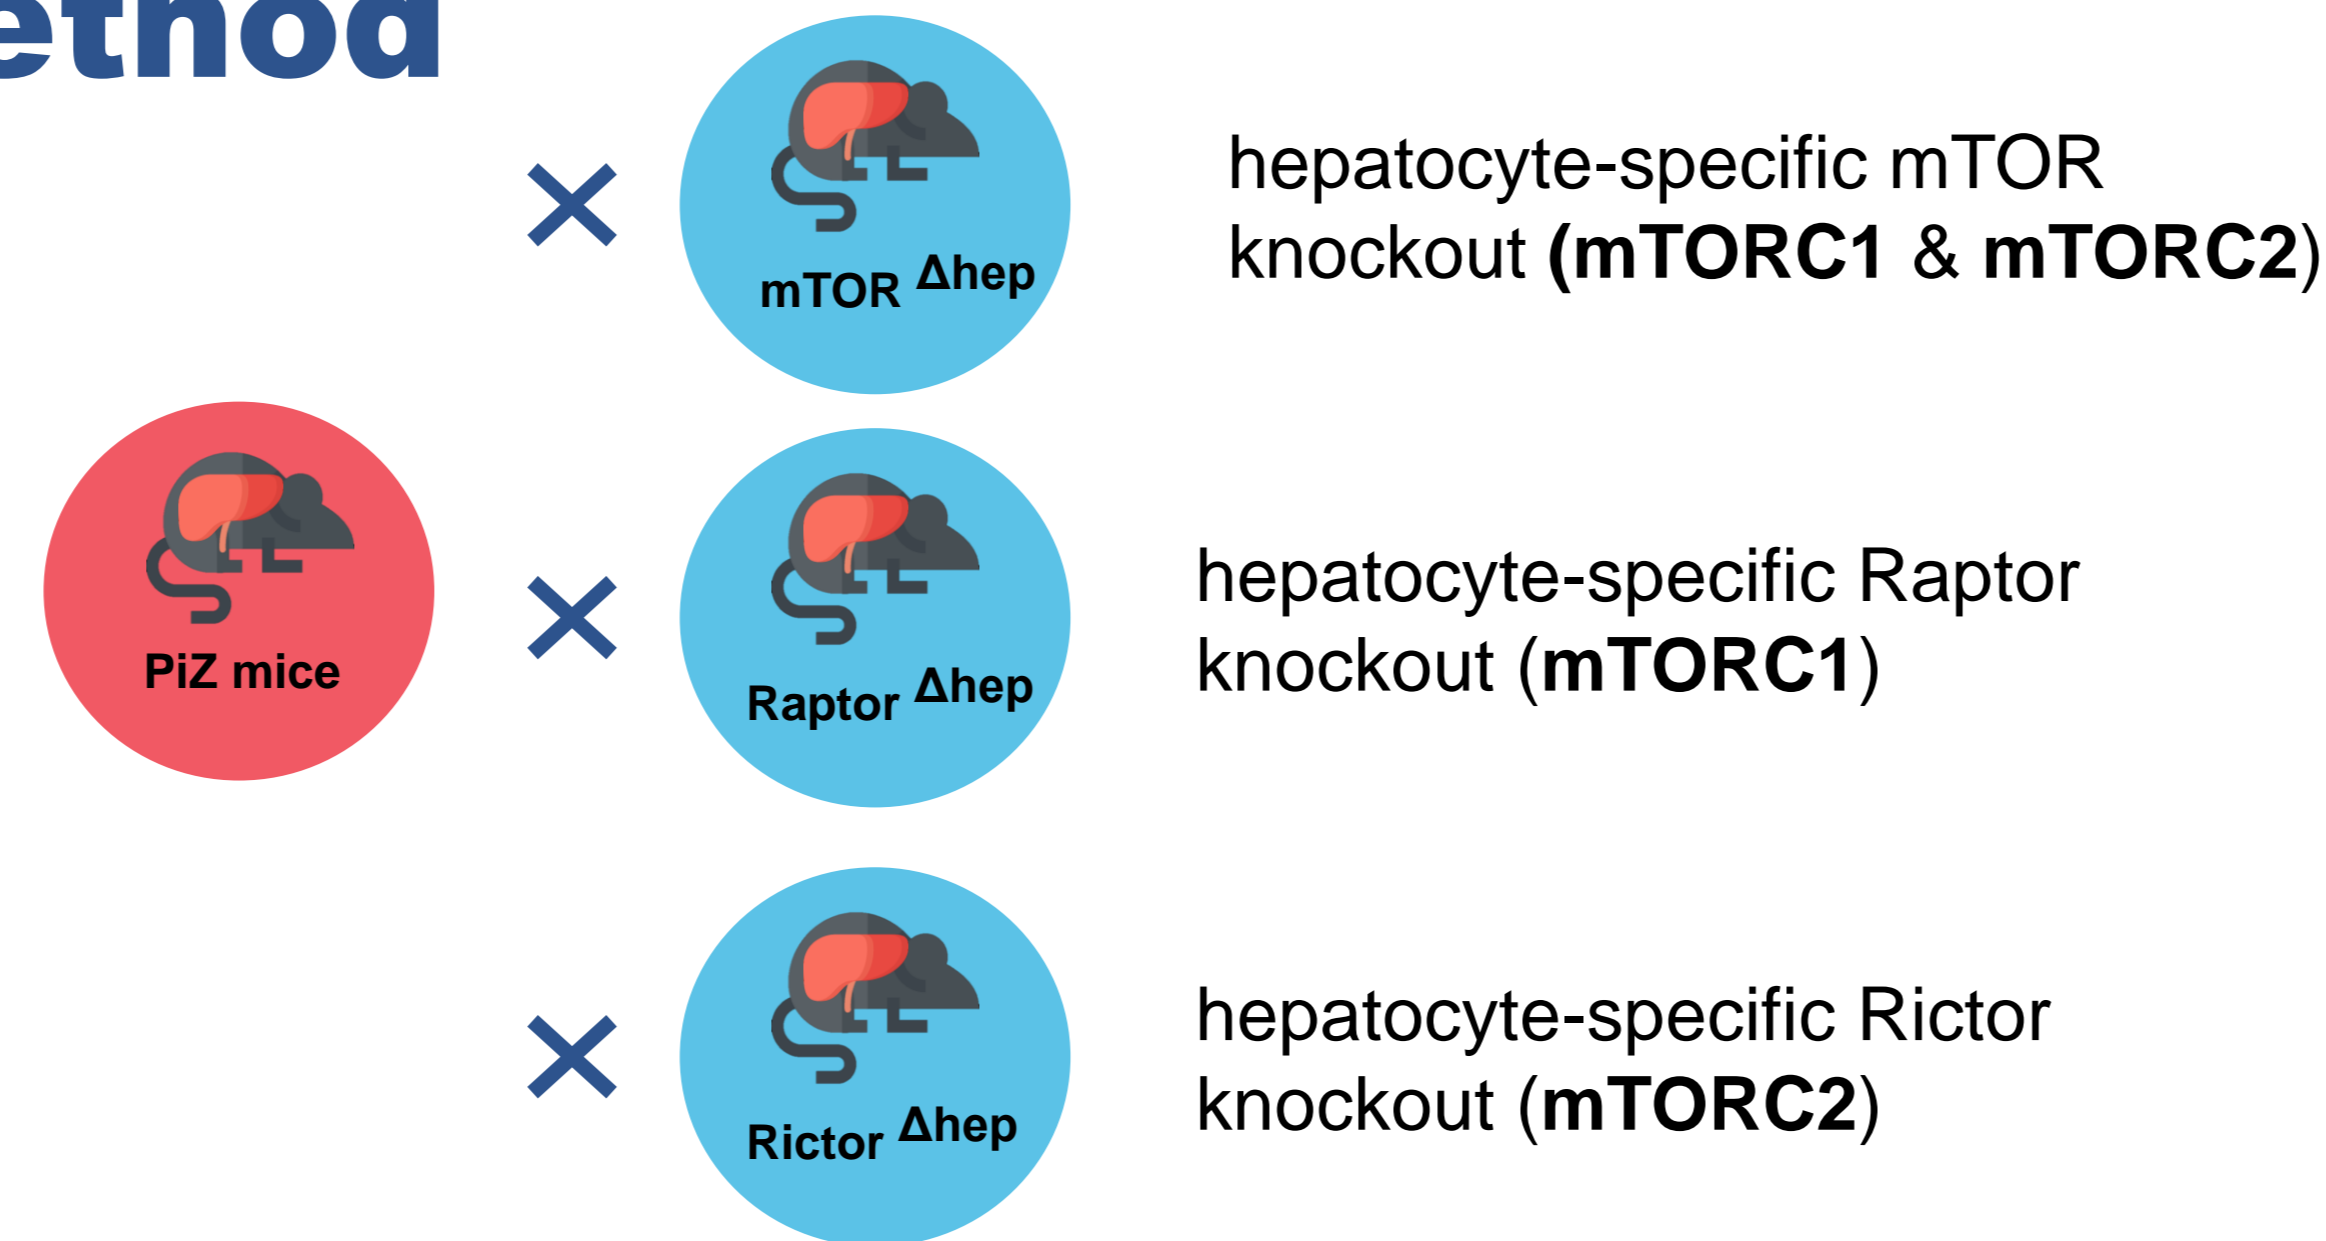 ethod
mTOR Δhep
hepatocyte-specific mTOR
knockout (mTORC1 & mTORC2)
PiZ mice
Raptor Δhep
hepatocyte-specific Raptor
knockout (mTORC1)
Rictor Δhep
hepatocyte-specific Rictor
knockout (mTORC2)